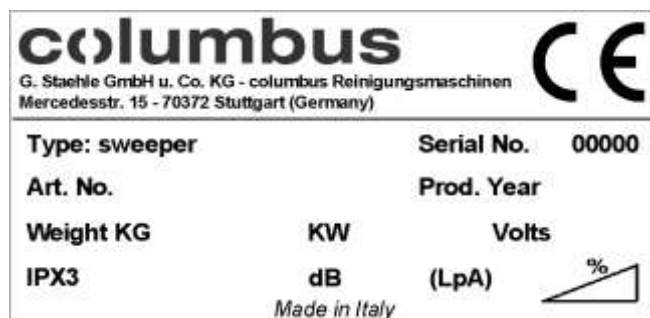 columbus CE
G. Staehle GmbH u. Co. KG - columbus Reinigungsmaschinen
Mercedesstr. 15 - 70372 Stuttgart (Germany)
Type: sweeper Serial No. 00000
Art. No. Prod. Year
Weight KG KW Volts
IPX3 dB (LpA) %
Made in Italy